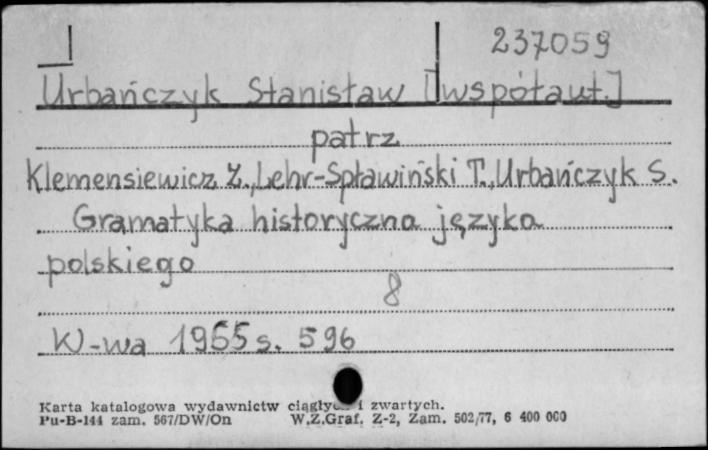 237059
Urbańczyk Stanisław [współaut.]
patrz
Klemensiewicz Z., Lehr-Spławiński T., Urbańczyk S.
Gramatyka historyczna języka
polskiego
8
W-wa 1955 s. 596
Karta katalogowa wydawnictw ciągłych i zwartych.
Pu-B-144 zam. 567/DW/On W.Z.Graf. Z-2, Zam. 502/77, 6 400 000